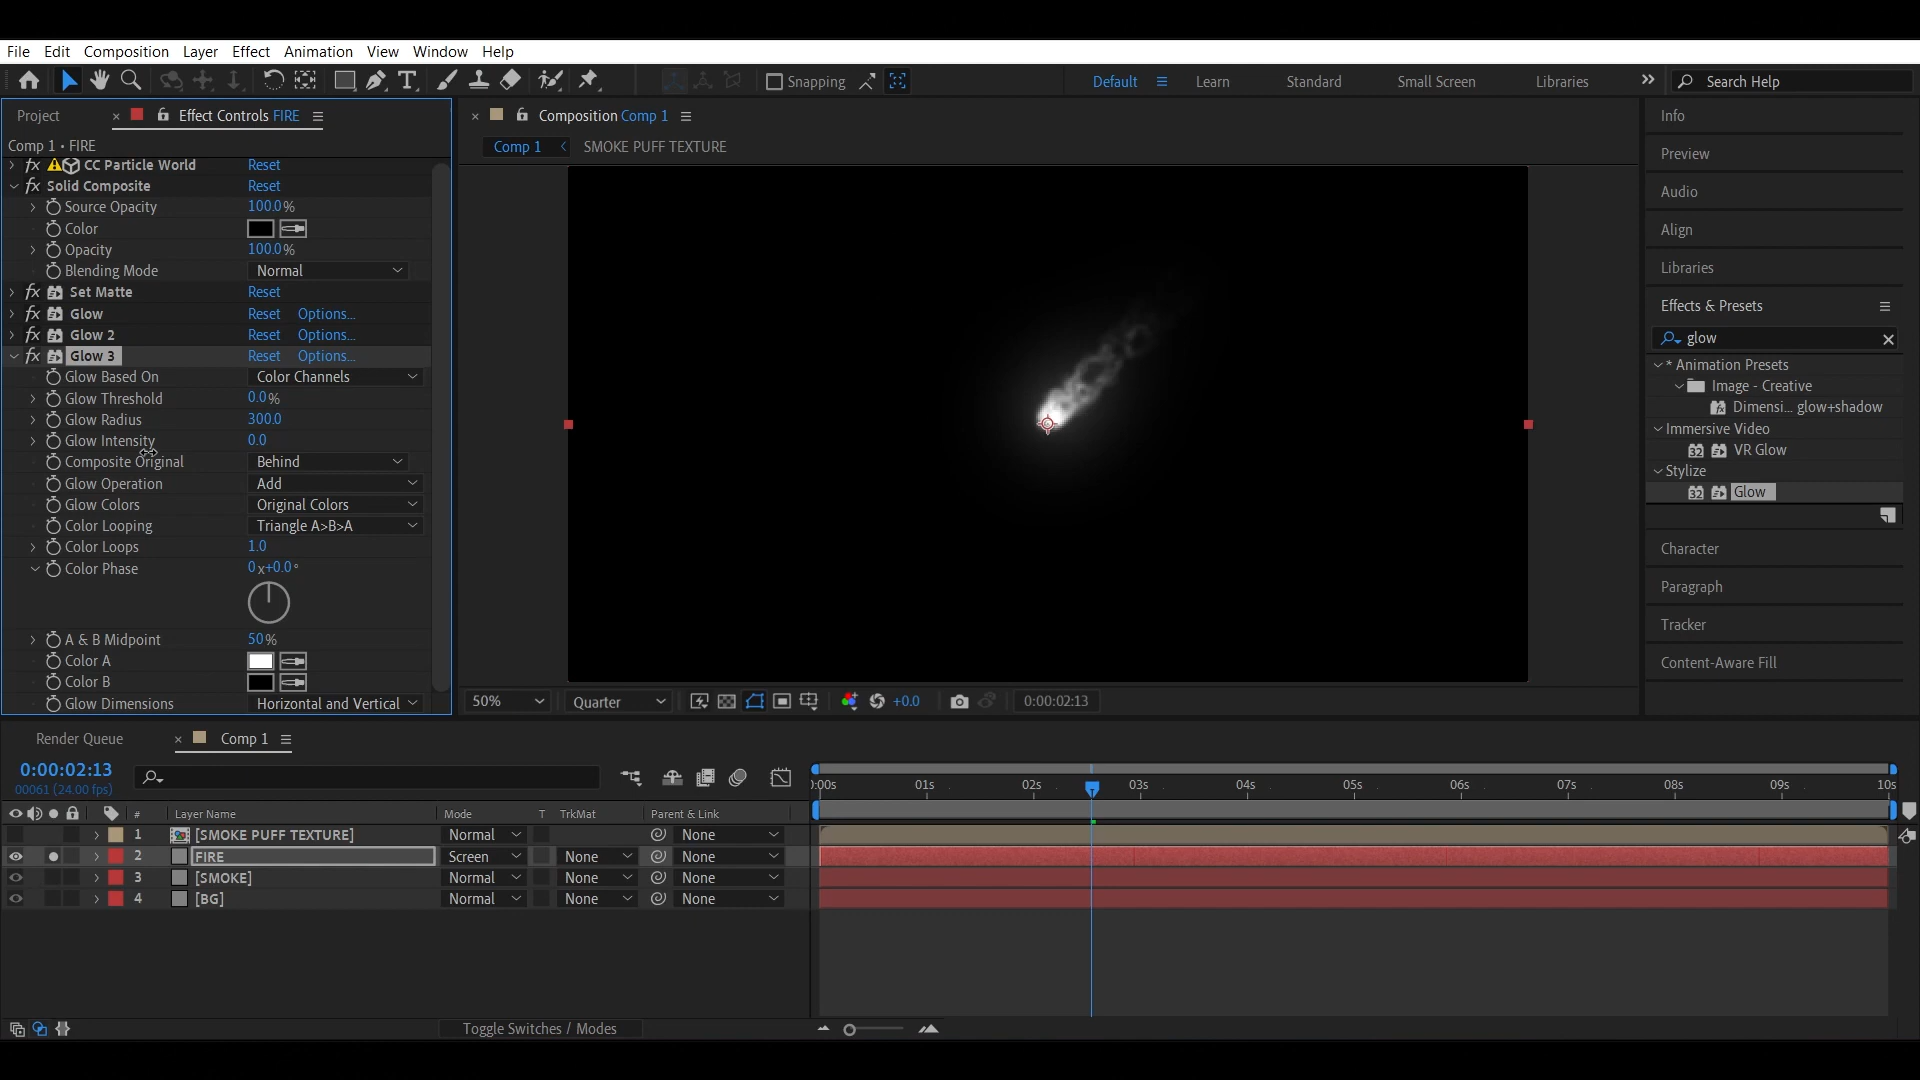 File Edit Composition Layer Effect Animation View Window Help
Snapping Default Learn Standard Small Screen Libraries Search Help
Project Effect Controls FIRE
Comp 1 • FIRE
fx CC Particle World Reset
fx Solid Composite Reset
Source Opacity 100.0%
Color
Opacity 100.0%
Blending Mode Normal
fx Set Matte Reset
fx Glow Reset Options...
fx Glow 2 Reset Options...
fx Glow 3 Reset Options...
Glow Based On Color Channels
Glow Threshold 0.0%
Glow Radius 300.0
Glow Intensity 0.0
Composite Original Behind
Glow Operation Add
Glow Colors Original Colors
Color Looping Triangle A>B>A
Color Loops 1.0
Color Phase 0x+0.0°
A & B Midpoint 50%
Color A
Color B
Glow Dimensions Horizontal and Vertical
Composition Comp 1
Comp 1 SMOKE PUFF TEXTURE
50% Quarter +0.0 0:00:02:13
Info
Preview
Audio
Align
Libraries
Effects & Presets
glow
* Animation Presets
Image - Creative
Dimensi... glow+shadow
Immersive Video
32 VR Glow
Stylize
32 Glow
Character
Paragraph
Tracker
Content-Aware Fill
Render Queue Comp 1
0:00:02:13
00061 (24.00 fps)
# Layer Name Mode T TrkMat Parent & Link
1 [SMOKE PUFF TEXTURE] Normal None
2 FIRE Screen None None
3 [SMOKE] Normal None None
4 [BG] Normal None None
Toggle Switches / Modes
):00s 01s 02s 03s 04s 05s 06s 07s 08s 09s 10s